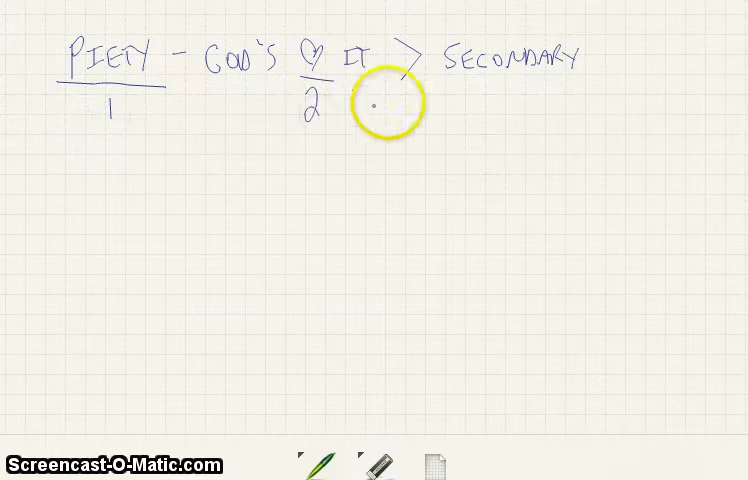 PIETY - GOD'S ♡ IT > SECONDARY
1 2
Screencast-O-Matic.com